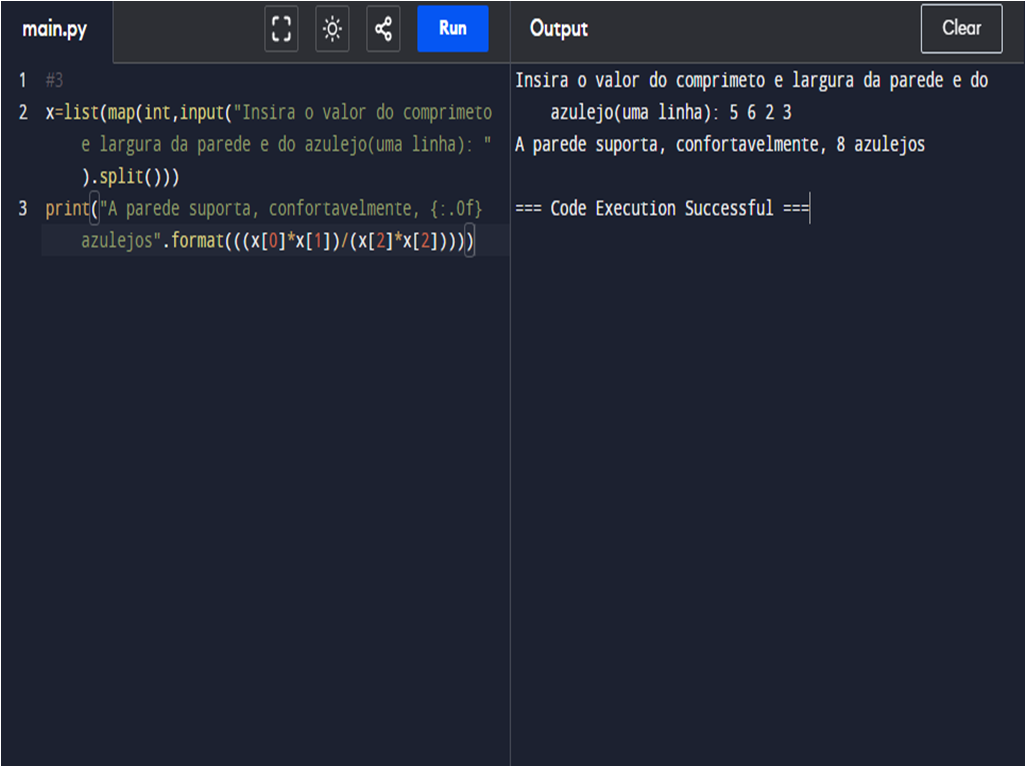 main.py
Run
Output
Clear
1 #3
2 x=list(map(int,input("Insira o valor do comprimeto
e largura da parede e do azulejo(uma linha): "
).split()))
3 print("A parede suporta, confortavelmente, {:.0f}
azulejos".format(((x[0]*x[1])/(x[2]*x[2]))))
Insira o valor do comprimeto e largura da parede e do
azulejo(uma linha): 5 6 2 3
A parede suporta, confortavelmente, 8 azulejos
=== Code Execution Successful ===